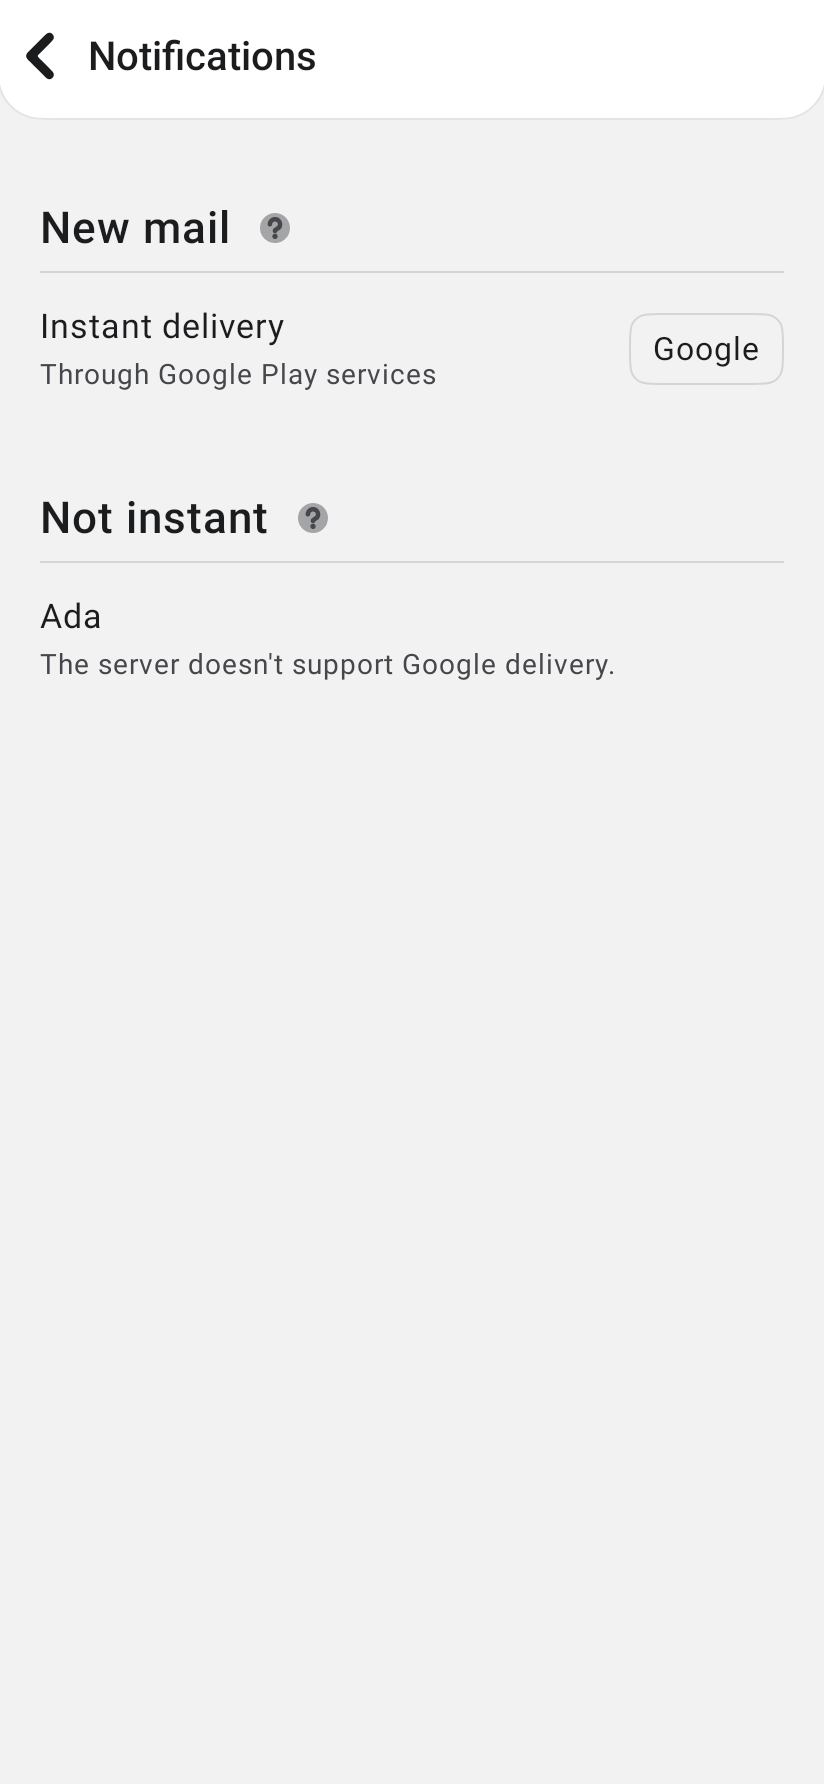 Notifications
New mail
Instant delivery
Through Google Play services
Google
Not instant
Ada
The server doesn't support Google delivery.